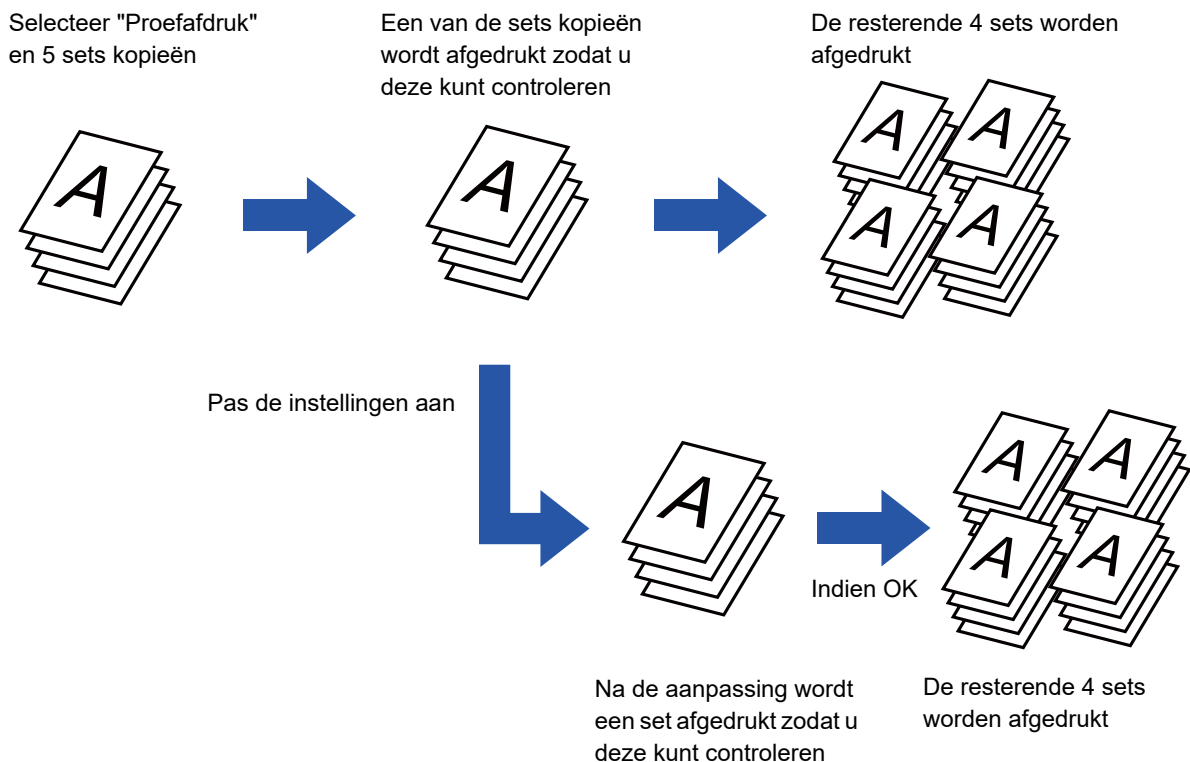 Selecteer "Proefafdruk"
en 5 sets kopieën
Een van de sets kopieën
wordt afgedrukt zodat u
deze kunt controleren
De resterende 4 sets worden
afgedrukt
A
A
A
A
A
A
Pas de instellingen aan
A
Indien OK
A
A
A
A
Na de aanpassing wordt
een set afgedrukt zodat u
deze kunt controleren
De resterende 4 sets
worden afgedrukt